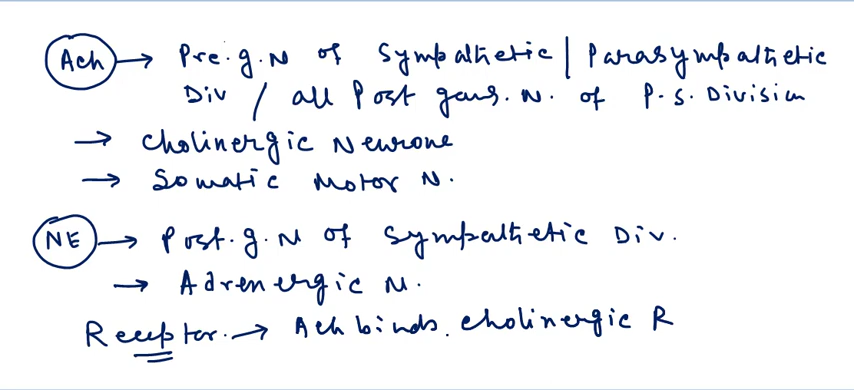 Ach → Pre.g.N of Sympathetic | Parasympathetic
Div / all Post gang. N. of P.S. Division
→ Cholinergic Neurone
→ Somatic Motor N.
NE → Post.g.N of Sympathetic Div.
→ Adrenergic N.
Receptor. → Ach binds. Cholinergic R